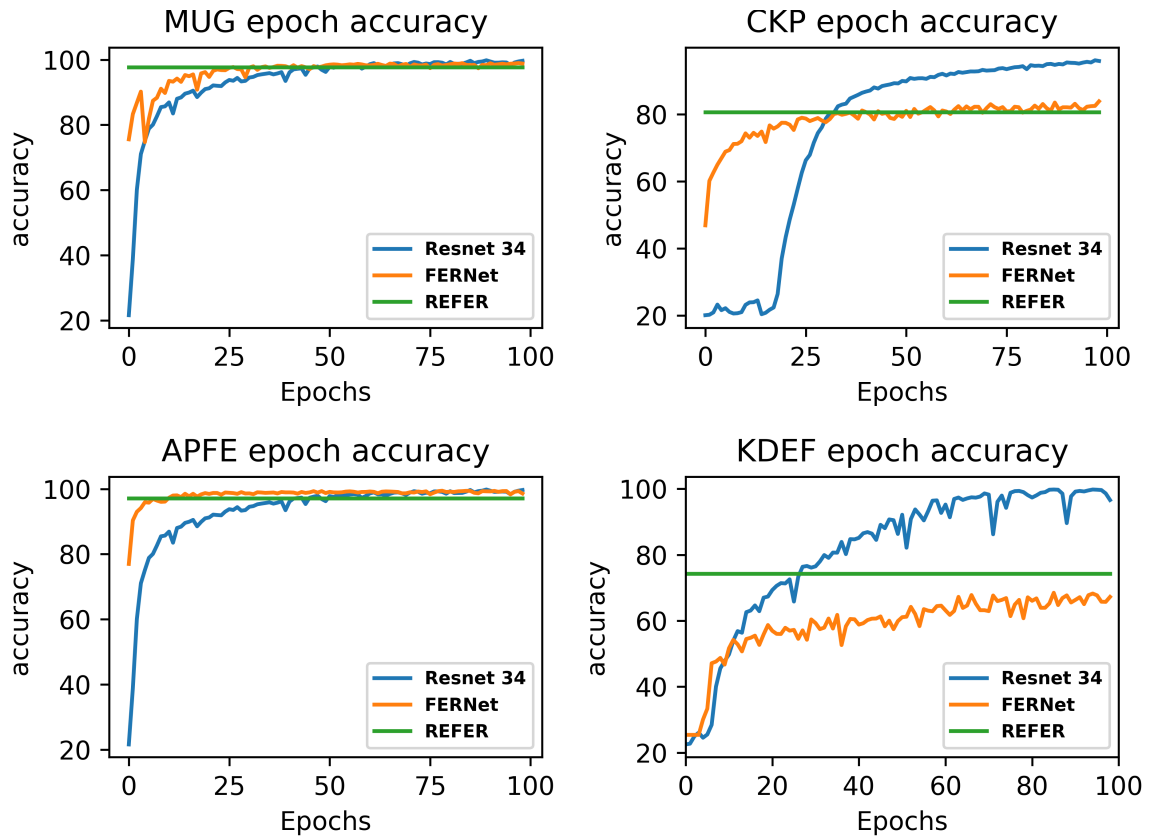 MUG epoch accuracy
100
80
60
40
20
accuracy
Resnet 34
FERNet
REFER
0 25 50 75 100
Epochs
CKP epoch accuracy
80
60
40
20
accuracy
Resnet 34
FERNet
REFER
0 25 50 75 100
Epochs
APFE epoch accuracy
100
80
60
40
20
accuracy
Resnet 34
FERNet
REFER
0 25 50 75 100
Epochs
KDEF epoch accuracy
100
80
60
40
20
accuracy
Resnet 34
FERNet
REFER
0 20 40 60 80 100
Epochs